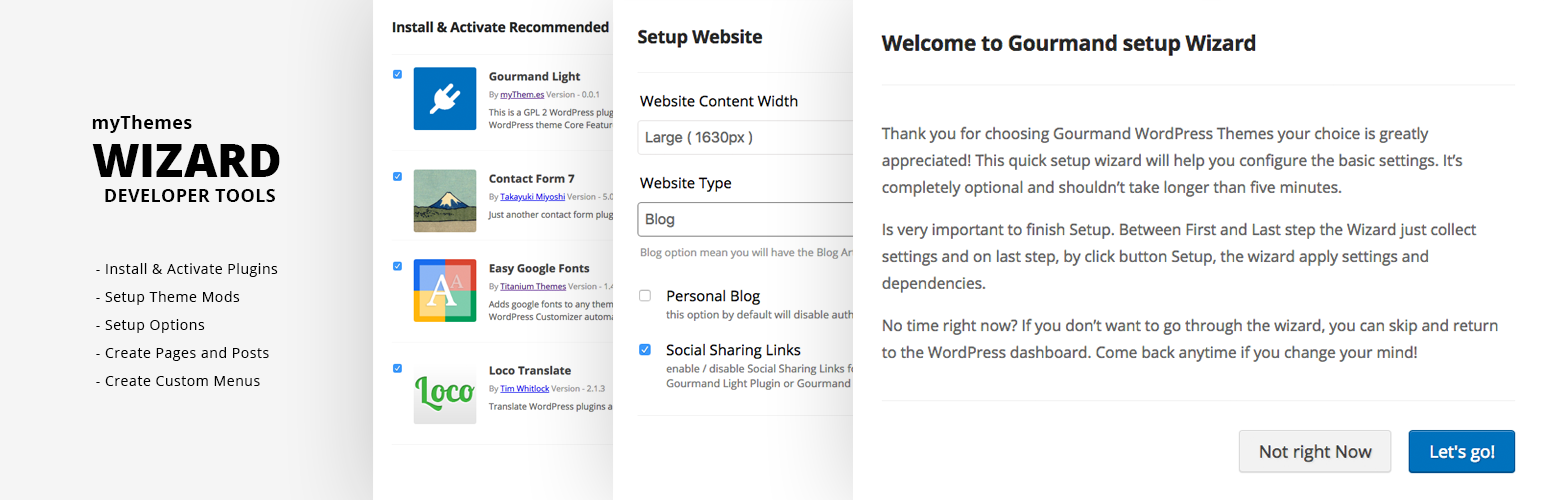 myThemes
WIZARD
DEVELOPER TOOLS
- Install & Activate Plugins
- Setup Theme Mods
- Setup Options
- Create Pages and Posts
- Create Custom Menus
Install & Activate Recommended
Gourmand Light
By myThem.es Version - 0.0.1
This is a GPL 2 WordPress plug
WordPress theme Core Featur
Contact Form 7
By Takayuki Miyoshi Version - 5.0
Just another contact form plug
A A
Easy Google Fonts
By Titanium Themes Version - 1.4
Adds google fonts to any them
WordPress Customizer automa
Loco
Loco Translate
By Tim Whitlock Version - 2.1.3
Translate WordPress plugins a
Setup Website
Website Content Width
Large ( 1630px )
Website Type
Blog
Blog option mean you will have the Blog Ar
Personal Blog
this option by default will disable auth
Social Sharing Links
enable / disable Social Sharing Links fo
Gourmand Light Plugin or Gourmand
Welcome to Gourmand setup Wizard
Thank you for choosing Gourmand WordPress Themes your choice is greatly
appreciated! This quick setup wizard will help you configure the basic settings. It’s
completely optional and shouldn’t take longer than five minutes.
Is very important to finish Setup. Between First and Last step the Wizard just collect
settings and on last step, by click button Setup, the wizard apply settings and
dependencies.
No time right now? If you don’t want to go through the wizard, you can skip and return
to the WordPress dashboard. Come back anytime if you change your mind!
Not right Now
Let's go!